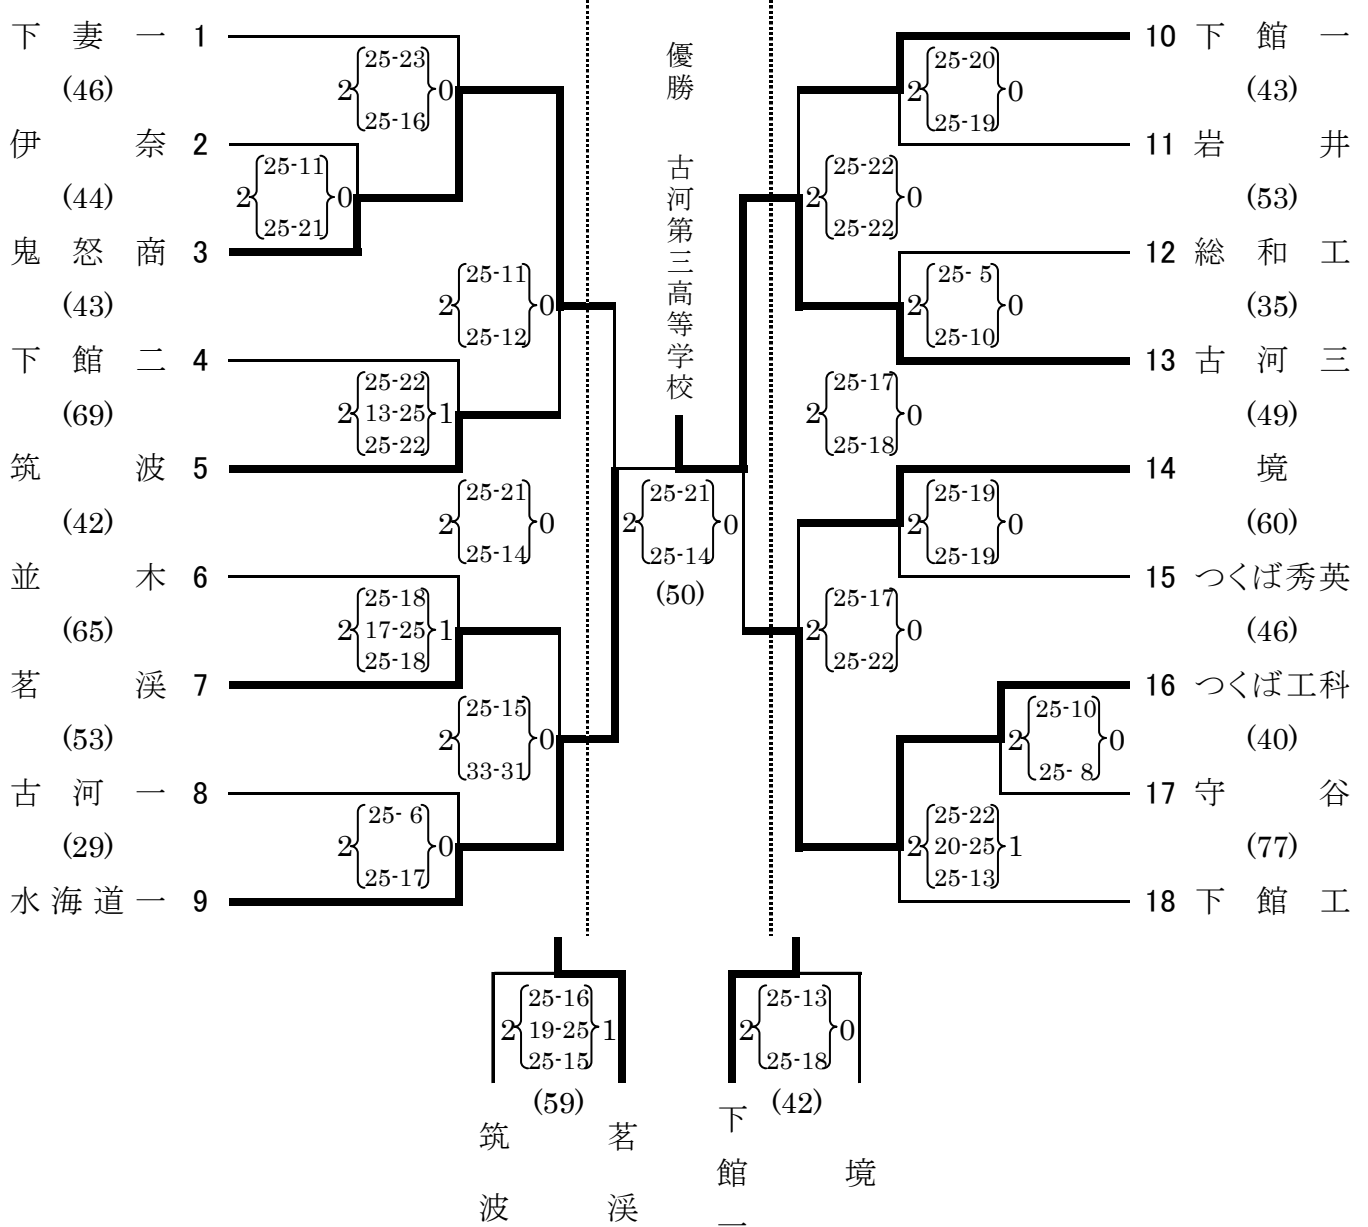 下妻一 1
2 25-23 0
25-16
(46)
伊奈 2
2 25-11 0
25-21
(44)
鬼怒商 3
2 25-11 0
25-12
(43)
下館二 4
25-22
2 13-25 1
25-22
(69)
筑波 5
2 25-21 0
25-14
(42)
並木 6
25-18
2 17-25 1
25-18
(65)
茗渓 7
2 25-15 0
33-31
(53)
古河一 8
2 25- 6 0
25-17
(29)
水海道一 9
優勝 古河第三高等学校
2 25-21 0
25-14
(50)
10 下館一
2 25-20 0
25-19
(43)
11 岩井
2 25-22 0
25-22
(53)
12 総和工
2 25- 5 0
25-10
(35)
13 古河三
2 25-17 0
25-18
(49)
14 境
2 25-19 0
25-19
(60)
15 つくば秀英
2 25-17 0
25-22
(46)
16 つくば工科
2 25-10 0
25- 8
(40)
17 守谷
25-22
2 20-25 1
25-13
(77)
18 下館工
25-16
2 19-25 1
25-15
(59)
筑波
茗渓
2 25-13 0
25-18
(42)
下館一
境